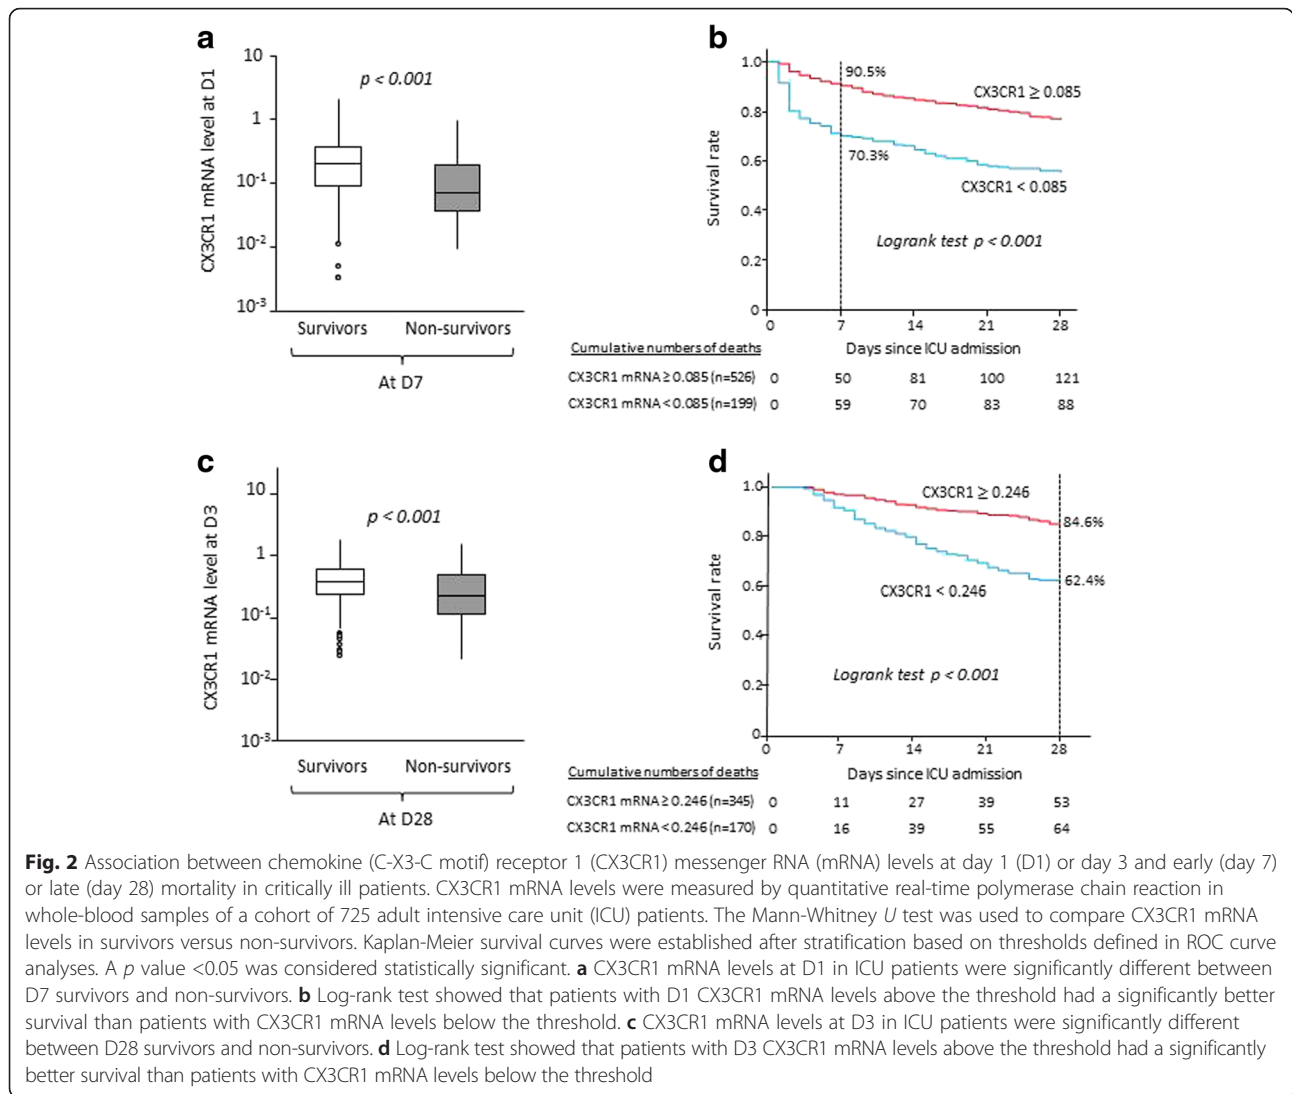 a
CX3CR1 mRNA level at D1
10
1
10-1
10-2
10-3
p < 0.001
Survivors Non-survivors
At D7
b
Survival rate
1.0
0.8
0.6
0.4
0.2
0
90.5%
CX3CR1 ≥ 0.085
70.3%
CX3CR1 < 0.085
Logrank test p < 0.001
0 7 14 21 28
Days since ICU admission
Cumulative numbers of deaths
CX3CR1 mRNA ≥ 0.085 (n=526) 0 50 81 100 121
CX3CR1 mRNA < 0.085 (n=199) 0 59 70 83 88
c
CX3CR1 mRNA level at D3
10
1
10-1
10-2
10-3
p < 0.001
Survivors Non-survivors
At D28
d
Survival rate
1.0
0.8
0.6
0.4
0.2
0
CX3CR1 ≥ 0.246
84.6%
62.4%
CX3CR1 < 0.246
Logrank test p < 0.001
0 7 14 21 28
Days since ICU admission
Cumulative numbers of deaths
CX3CR1 mRNA ≥ 0.246 (n=345) 0 11 27 39 53
CX3CR1 mRNA < 0.246 (n=170) 0 16 39 55 64
Fig. 2 Association between chemokine (C-X3-C motif) receptor 1 (CX3CR1) messenger RNA (mRNA) levels at day 1 (D1) or day 3 and early (day 7)
or late (day 28) mortality in critically ill patients. CX3CR1 mRNA levels were measured by quantitative real-time polymerase chain reaction in
whole-blood samples of a cohort of 725 adult intensive care unit (ICU) patients. The Mann-Whitney U test was used to compare CX3CR1 mRNA
levels in survivors versus non-survivors. Kaplan-Meier survival curves were established after stratification based on thresholds defined in ROC curve
analyses. A p value <0.05 was considered statistically significant. a CX3CR1 mRNA levels at D1 in ICU patients were significantly different between
D7 survivors and non-survivors. b Log-rank test showed that patients with D1 CX3CR1 mRNA levels above the threshold had a significantly better
survival than patients with CX3CR1 mRNA levels below the threshold. c CX3CR1 mRNA levels at D3 in ICU patients were significantly different
between D28 survivors and non-survivors. d Log-rank test showed that patients with D3 CX3CR1 mRNA levels above the threshold had a significantly
better survival than patients with CX3CR1 mRNA levels below the threshold